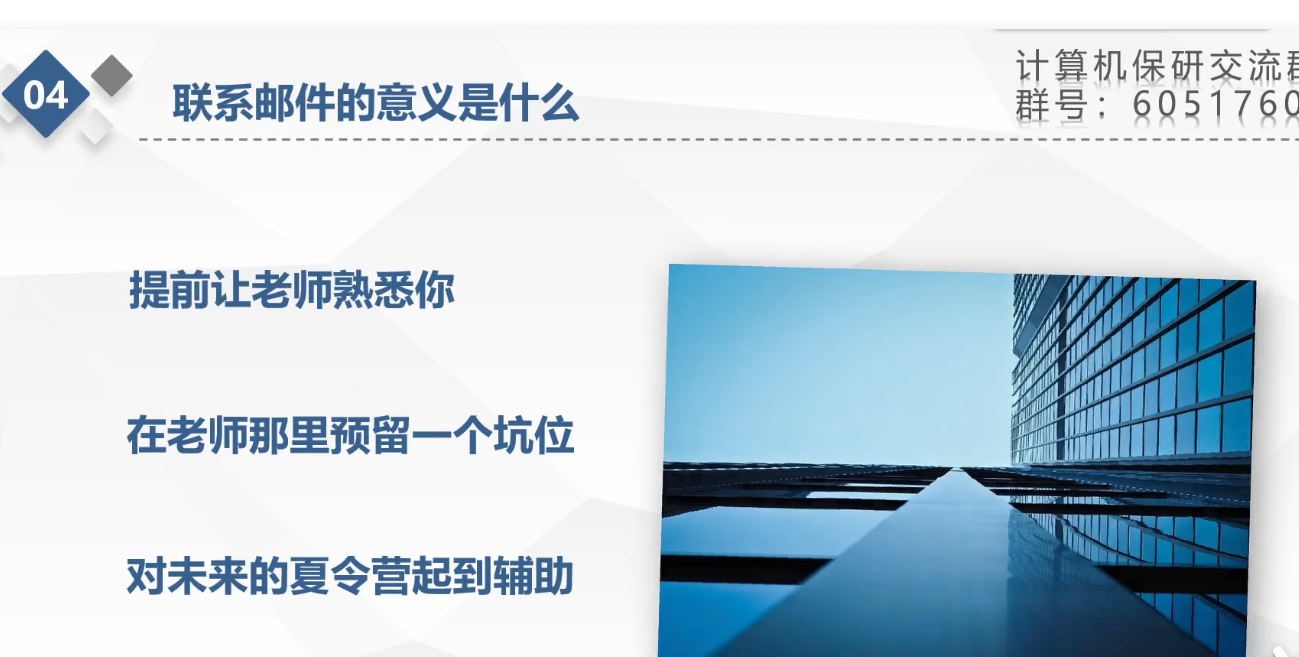 04
联系邮件的意义是什么
计算机保研交流群
群号：6051760
提前让老师熟悉你
在老师那里预留一个坑位
对未来的夏令营起到辅助